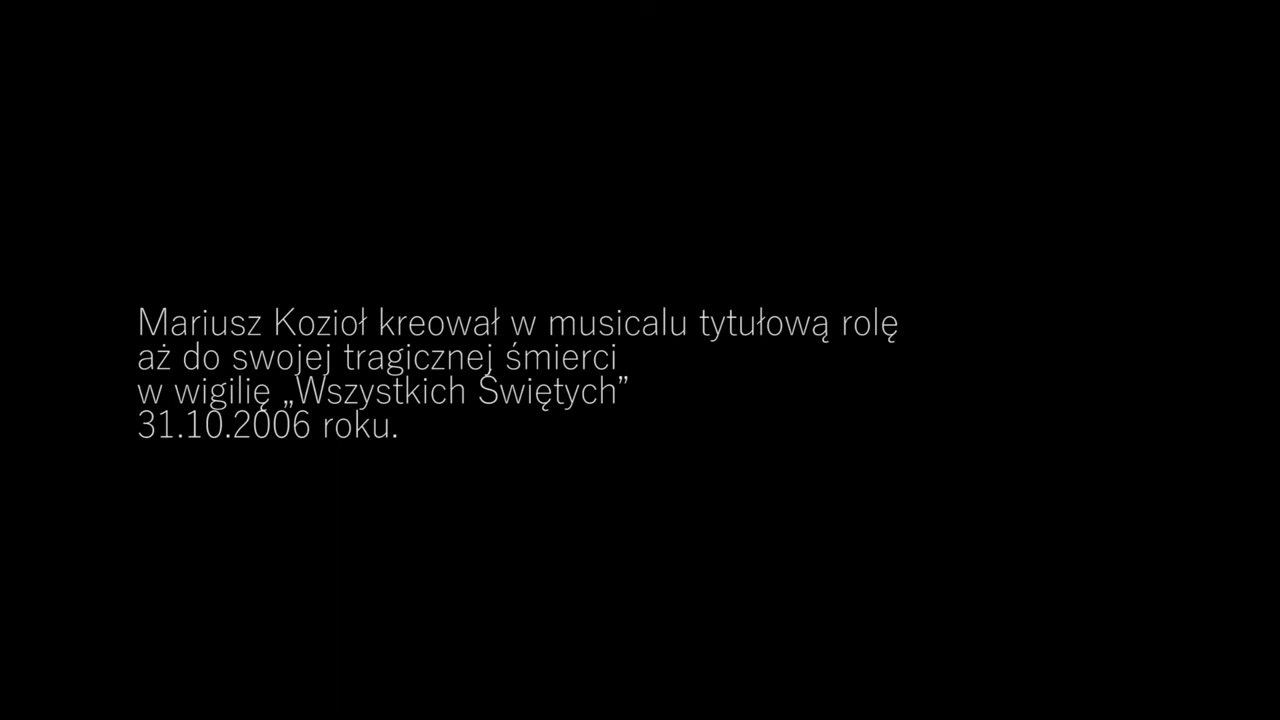 Mariusz Kozioł kreował w musicalu tytułową rolę
aż do swojej tragicznej śmierci
w wigilię „Wszystkich Świętych”
31.10.2006 roku.